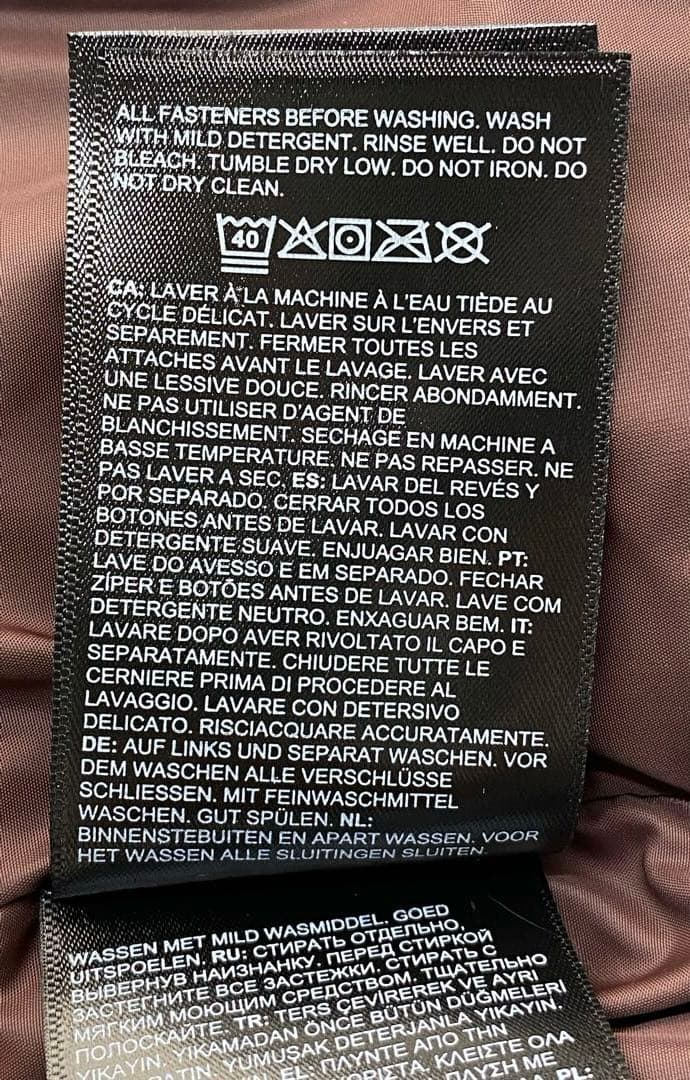 ALL FASTENERS BEFORE WASHING. WASH
WITH MILD DETERGENT. RINSE WELL. DO NOT
BLEACH. TUMBLE DRY LOW. DO NOT IRON. DO
NOT DRY CLEAN.
40
CA: LAVER À LA MACHINE À L'EAU TIÈDE AU
CYCLE DÉLICAT. LAVER SUR L'ENVERS ET
SEPAREMENT. FERMER TOUTES LES
ATTACHES AVANT LE LAVAGE. LAVER AVEC
UNE LESSIVE DOUCE. RINCER ABONDAMMENT.
NE PAS UTILISER D'AGENT DE
BLANCHISSEMENT. SECHAGE EN MACHINE A
BASSE TEMPERATURE. NE PAS REPASSER. NE
PAS LAVER A SEC. ES: LAVAR DEL REVÉS Y
POR SEPARADO. CERRAR TODOS LOS
BOTONES ANTES DE LAVAR. LAVAR CON
DETERGENTE SUAVE. ENJUAGAR BIEN. PT:
LAVE DO AVESSO E EM SEPARADO. FECHAR
ZÍPER E BOTÕES ANTES DE LAVAR. LAVE COM
DETERGENTE NEUTRO. ENXAGUAR BEM. IT:
LAVARE DOPO AVER RIVOLTATO IL CAPO E
SEPARATAMENTE. CHIUDERE TUTTE LE
CERNIERE PRIMA DI PROCEDERE AL
LAVAGGIO. LAVARE CON DETERSIVO
DELICATO. RISCIACQUARE ACCURATAMENTE.
DE: AUF LINKS UND SEPARAT WASCHEN. VOR
DEM WASCHEN ALLE VERSCHLÜSSE
SCHLIESSEN. MIT FEINWASCHMITTEL
WASCHEN. GUT SPÜLEN. NL:
BINNENSTEBUITEN EN APART WASSEN. VOOR
HET WASSEN ALLE SLUITINGEN SLUITEN.
WASSEN MET MILD WASMIDDEL. GOED
UITSPOELEN. RU: СТИРАТЬ ОТДЕЛЬНО,
ВЫВЕРНУВ НАИЗНАНКУ. ПЕРЕД СТИРКОЙ
ЗАСТЕГНИТЕ ВСЕ ЗАСТЕЖКИ. СТИРАТЬ С
МЯГКИМ МОЮЩИМ СРЕДСТВОМ. ТЩАТЕЛЬНО
ПОЛОСКАЙТЕ. TR: TERS ÇEVİREREK VE AYRI
YIKAYIN. YIKAMADAN ÖNCE BÜTÜN DÜĞMELERİ
YUMUŞAK DETERJANLA YIKAYIN.
EL: ΠΛΥΝΤΕ ΑΠΟ ΤΗΝ
ΚΛΕΙΣΤΕ ΟΛΑ
ΜΕ
PL: